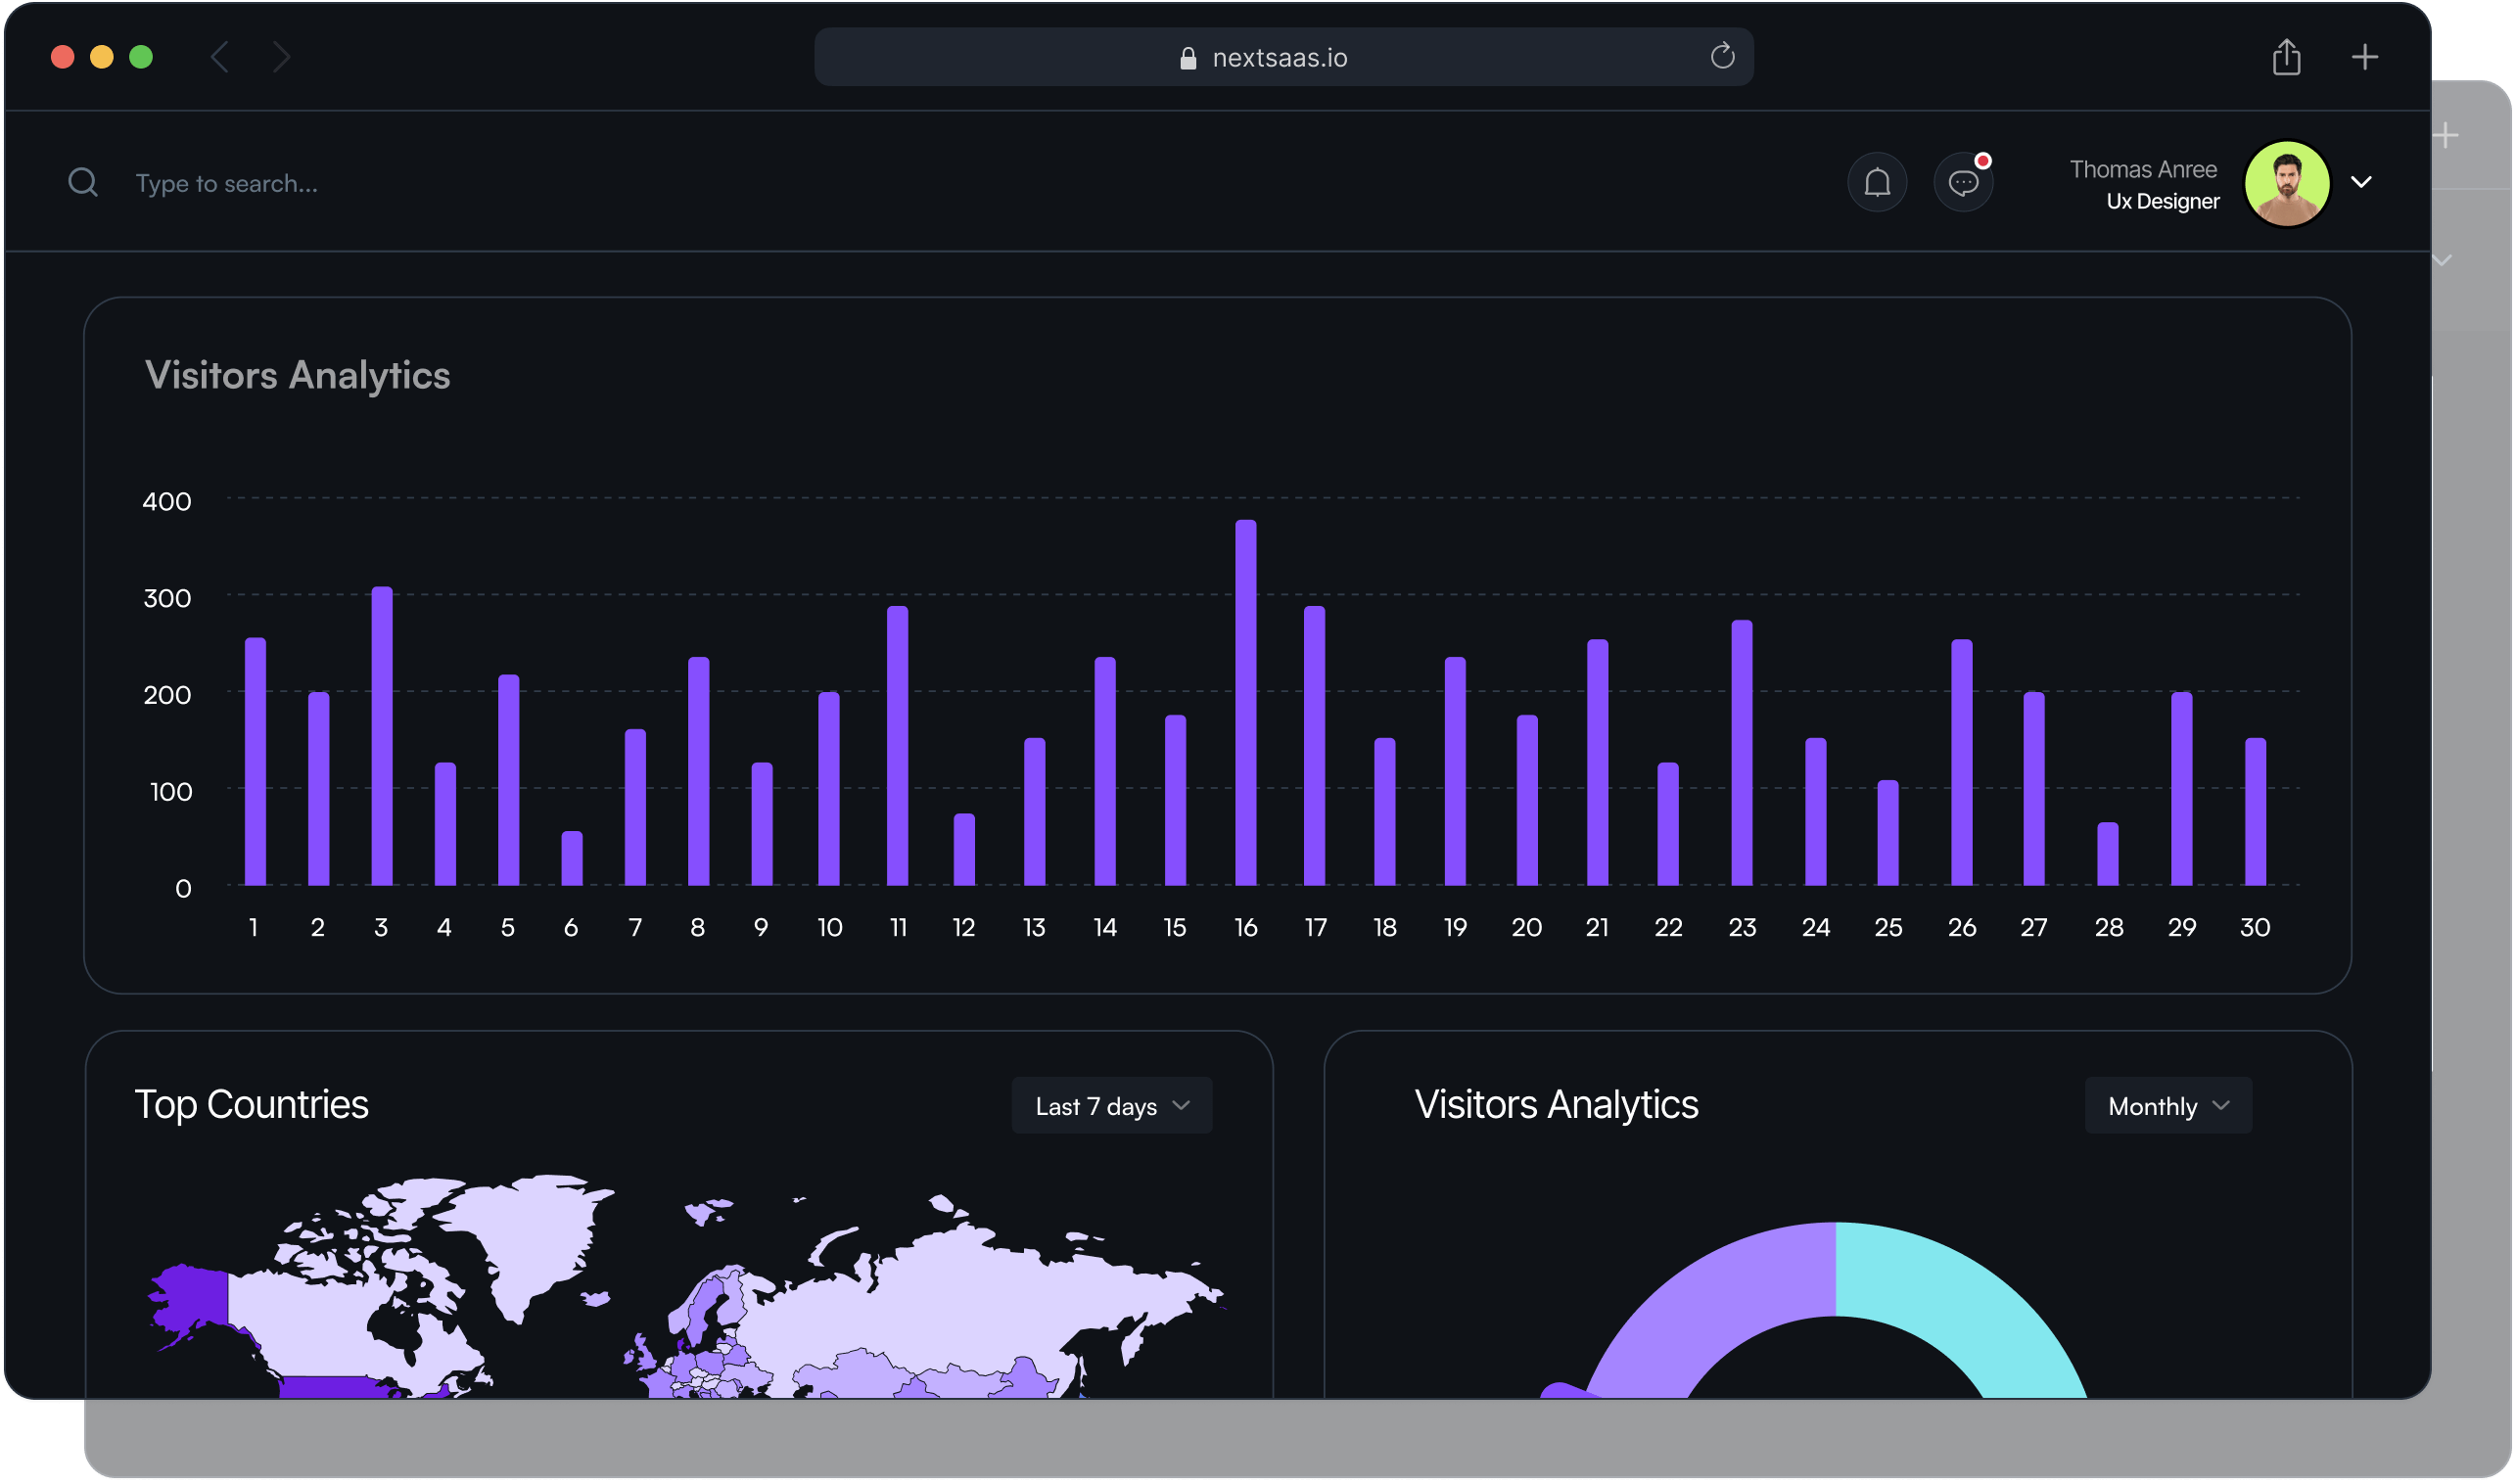 nextsaas.io
Type to search...
Thomas Anree
Ux Designer
Visitors Analytics
400
300
200
100
0
1 2 3 4 5 6 7 8 9 10 11 12 13 14 15 16 17 18 19 20 21 22 23 24 25 26 27 28 29 30
Top Countries
Last 7 days
Visitors Analytics
Monthly